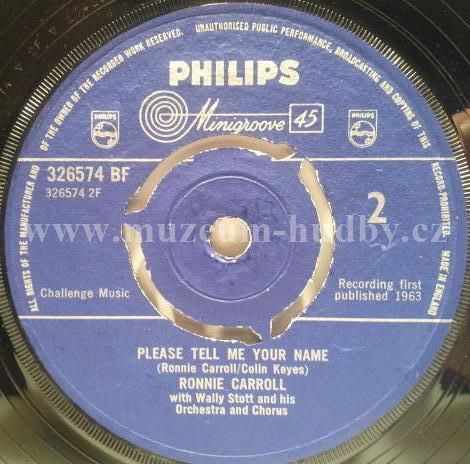 ALL RIGHTS OF THE MANUFACTURER AND OF THE OWNER OF THE RECORDED WORK RESERVED. UNAUTHORISED PUBLIC PERFORMANCE, BROADCASTING AND COPYING OF THIS RECORD PROHIBITED. MADE IN ENGLAND
PHILIPS
PHILIPS
Minigroove 45
PHILIPS
326574 BF
326574 2F
2
www.muzeum-hudby.cz
Challenge Music
Recording first
published 1963
PLEASE TELL ME YOUR NAME
(Ronnie Carroll/Colin Keyes)
RONNIE CARROLL
with Wally Stott and his
Orchestra and Chorus